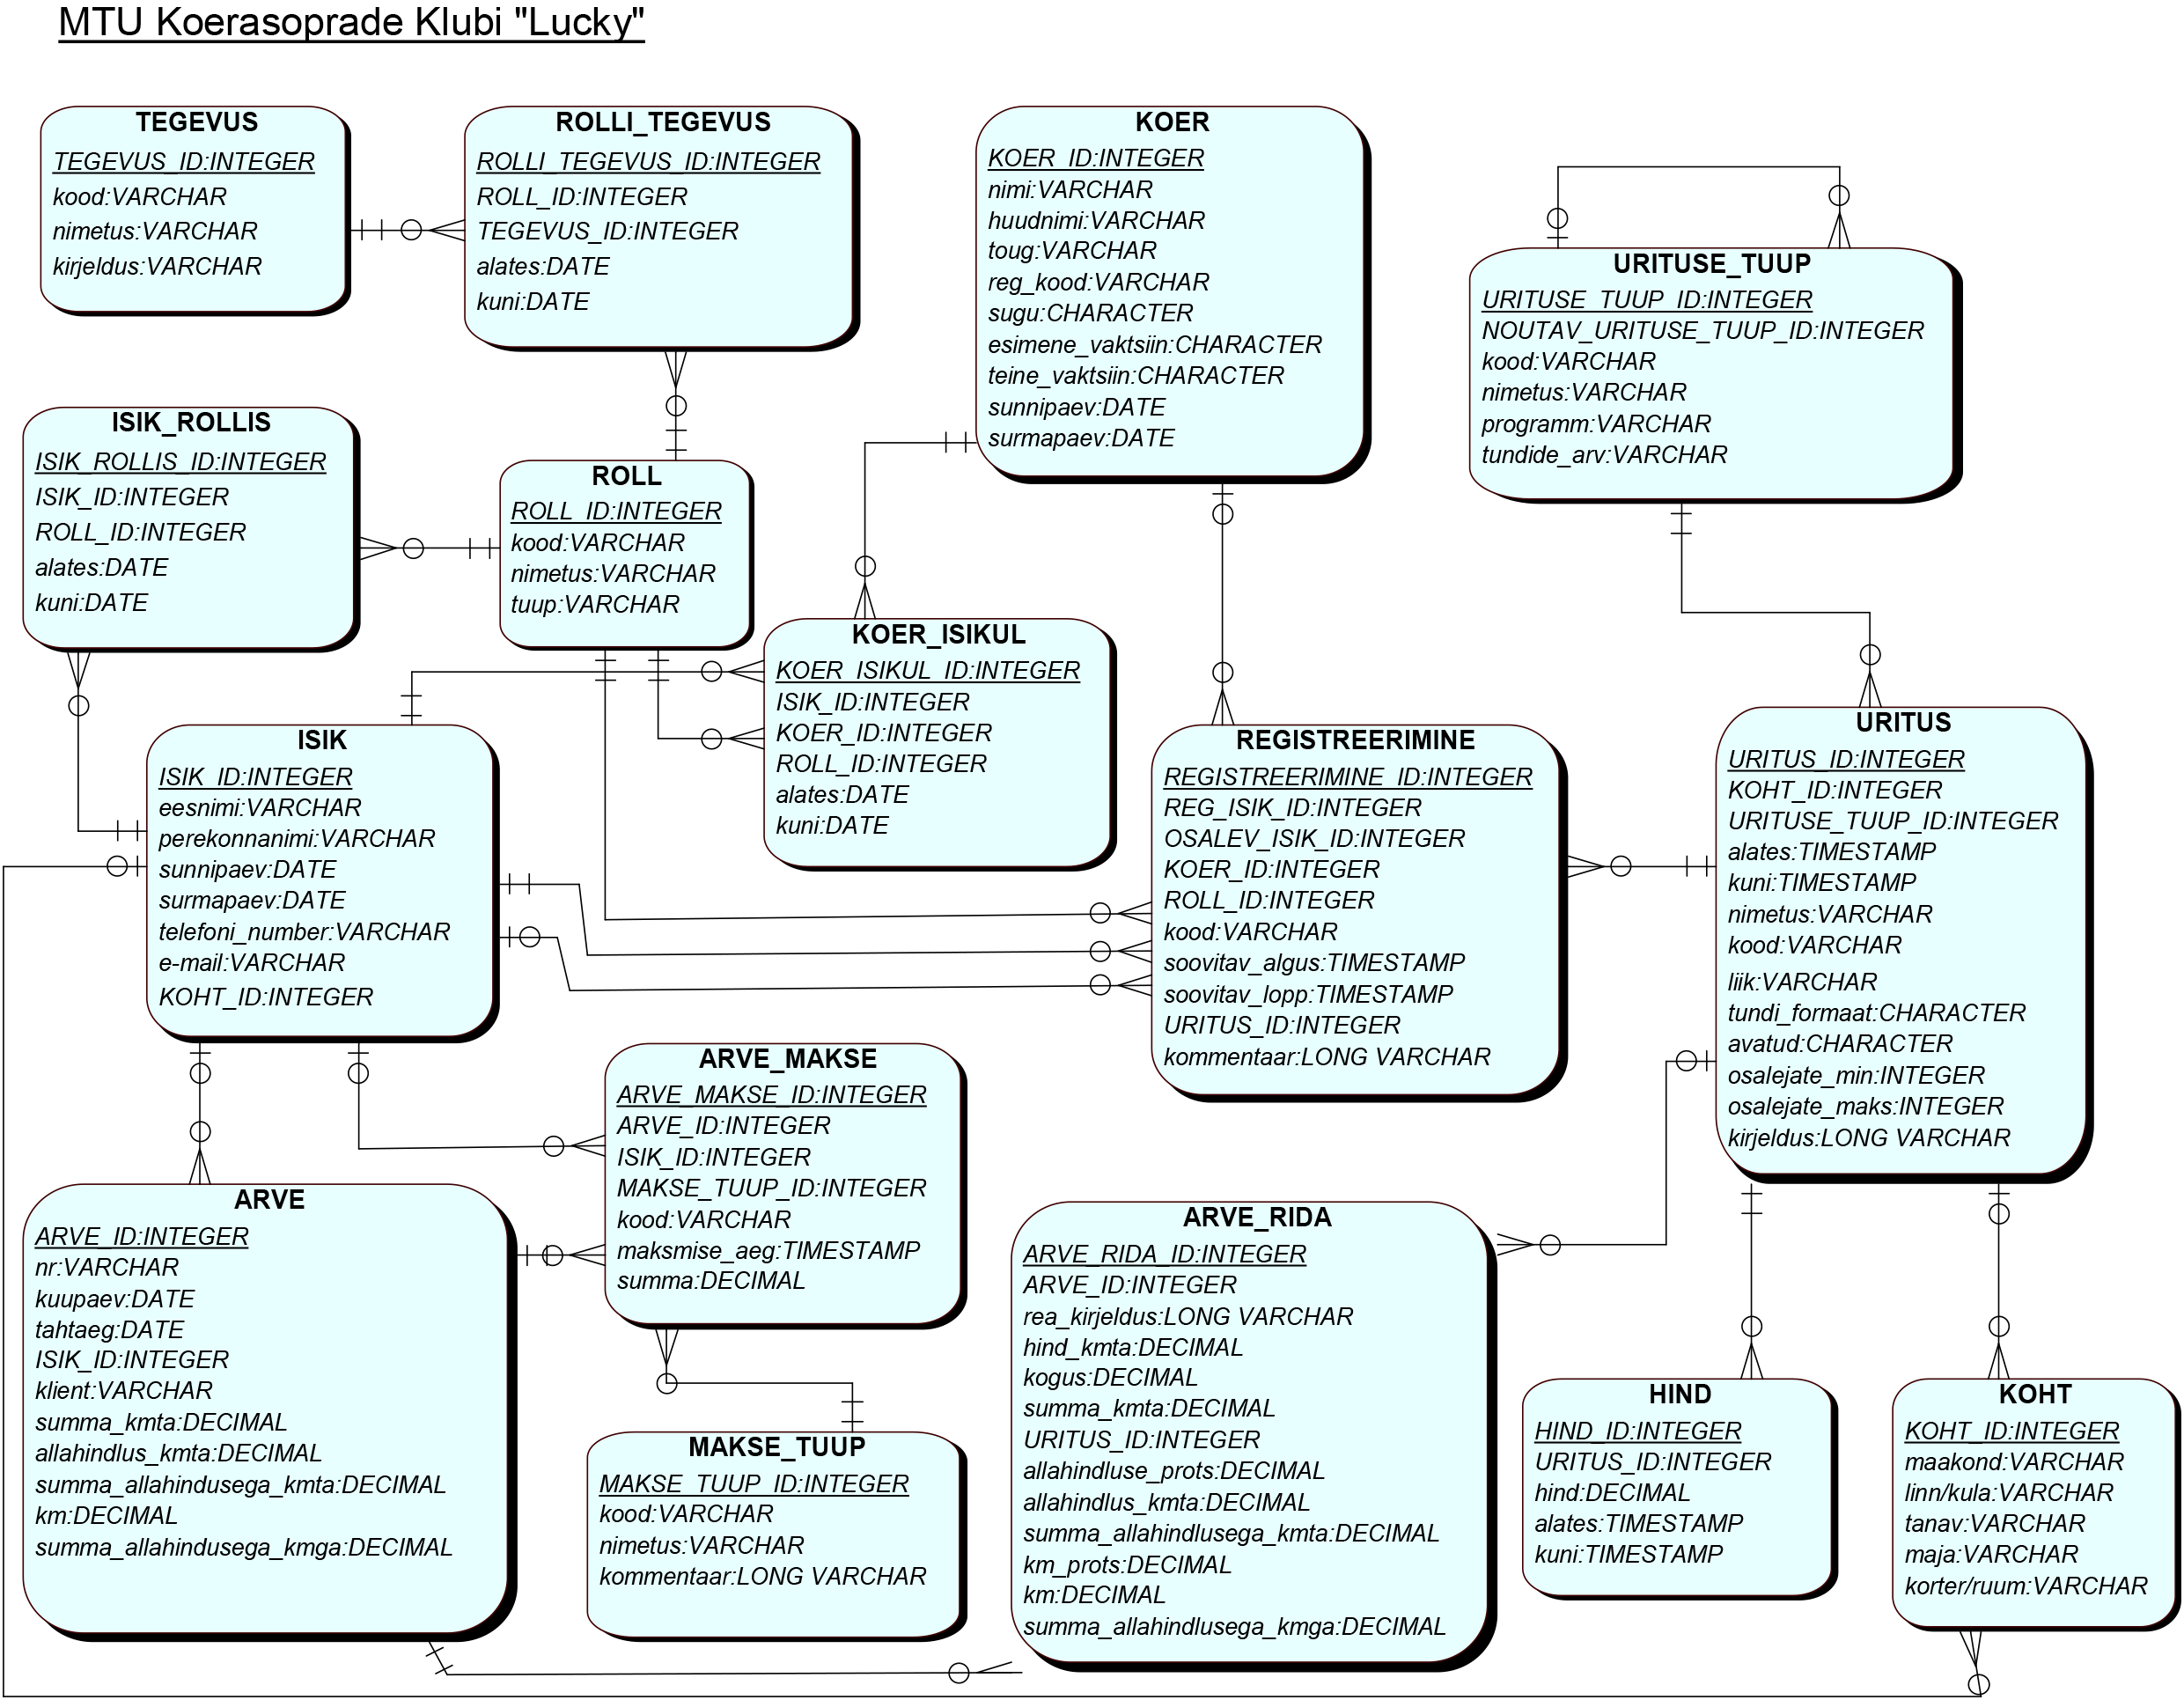 MTU Koerasoprade Klubi "Lucky"
TEGEVUS
TEGEVUS_ID:INTEGER
kood:VARCHAR
nimetus:VARCHAR
kirjeldus:VARCHAR
ROLLI_TEGEVUS
ROLLI_TEGEVUS_ID:INTEGER
ROLL_ID:INTEGER
TEGEVUS_ID:INTEGER
alates:DATE
kuni:DATE
KOER
KOER_ID:INTEGER
nimi:VARCHAR
huudnimi:VARCHAR
toug:VARCHAR
reg_kood:VARCHAR
sugu:CHARACTER
esimene_vaktsiin:CHARACTER
teine_vaktsiin:CHARACTER
sunnipaev:DATE
surmapaev:DATE
URITUSE_TUUP
URITUSE_TUUP_ID:INTEGER
NOUTAV_URITUSE_TUUP_ID:INTEGER
kood:VARCHAR
nimetus:VARCHAR
programm:VARCHAR
tundide_arv:VARCHAR
ISIK_ROLLIS
ISIK_ROLLIS_ID:INTEGER
ISIK_ID:INTEGER
ROLL_ID:INTEGER
alates:DATE
kuni:DATE
ROLL
ROLL_ID:INTEGER
kood:VARCHAR
nimetus:VARCHAR
tuup:VARCHAR
KOER_ISIKUL
KOER_ISIKUL_ID:INTEGER
ISIK_ID:INTEGER
KOER_ID:INTEGER
ROLL_ID:INTEGER
alates:DATE
kuni:DATE
ISIK
ISIK_ID:INTEGER
eesnimi:VARCHAR
perekonnanimi:VARCHAR
sunnipaev:DATE
surmapaev:DATE
telefoni_number:VARCHAR
e-mail:VARCHAR
KOHT_ID:INTEGER
REGISTREERIMINE
REGISTREERIMINE_ID:INTEGER
REG_ISIK_ID:INTEGER
OSALEV_ISIK_ID:INTEGER
KOER_ID:INTEGER
ROLL_ID:INTEGER
kood:VARCHAR
soovitav_algus:TIMESTAMP
soovitav_lopp:TIMESTAMP
URITUS_ID:INTEGER
kommentaar:LONG VARCHAR
URITUS
URITUS_ID:INTEGER
KOHT_ID:INTEGER
URITUSE_TUUP_ID:INTEGER
alates:TIMESTAMP
kuni:TIMESTAMP
nimetus:VARCHAR
kood:VARCHAR
liik:VARCHAR
tundi_formaat:CHARACTER
avatud:CHARACTER
osalejate_min:INTEGER
osalejate_maks:INTEGER
kirjeldus:LONG VARCHAR
ARVE_MAKSE
ARVE_MAKSE_ID:INTEGER
ARVE_ID:INTEGER
ISIK_ID:INTEGER
MAKSE_TUUP_ID:INTEGER
kood:VARCHAR
maksmise_aeg:TIMESTAMP
summa:DECIMAL
ARVE
ARVE_ID:INTEGER
nr:VARCHAR
kuupaev:DATE
tahtaeg:DATE
ISIK_ID:INTEGER
klient:VARCHAR
summa_kmta:DECIMAL
allahindlus_kmta:DECIMAL
summa_allahindusega_kmta:DECIMAL
km:DECIMAL
summa_allahindusega_kmga:DECIMAL
MAKSE_TUUP
MAKSE_TUUP_ID:INTEGER
kood:VARCHAR
nimetus:VARCHAR
kommentaar:LONG VARCHAR
ARVE_RIDA
ARVE_RIDA_ID:INTEGER
ARVE_ID:INTEGER
rea_kirjeldus:LONG VARCHAR
hind_kmta:DECIMAL
kogus:DECIMAL
summa_kmta:DECIMAL
URITUS_ID:INTEGER
allahindluse_prots:DECIMAL
allahindlus_kmta:DECIMAL
summa_allahindlusega_kmta:DECIMAL
km_prots:DECIMAL
km:DECIMAL
summa_allahindlusega_kmga:DECIMAL
HIND
HIND_ID:INTEGER
URITUS_ID:INTEGER
hind:DECIMAL
alates:TIMESTAMP
kuni:TIMESTAMP
KOHT
KOHT_ID:INTEGER
maakond:VARCHAR
linn/kula:VARCHAR
tanav:VARCHAR
maja:VARCHAR
korter/ruum:VARCHAR